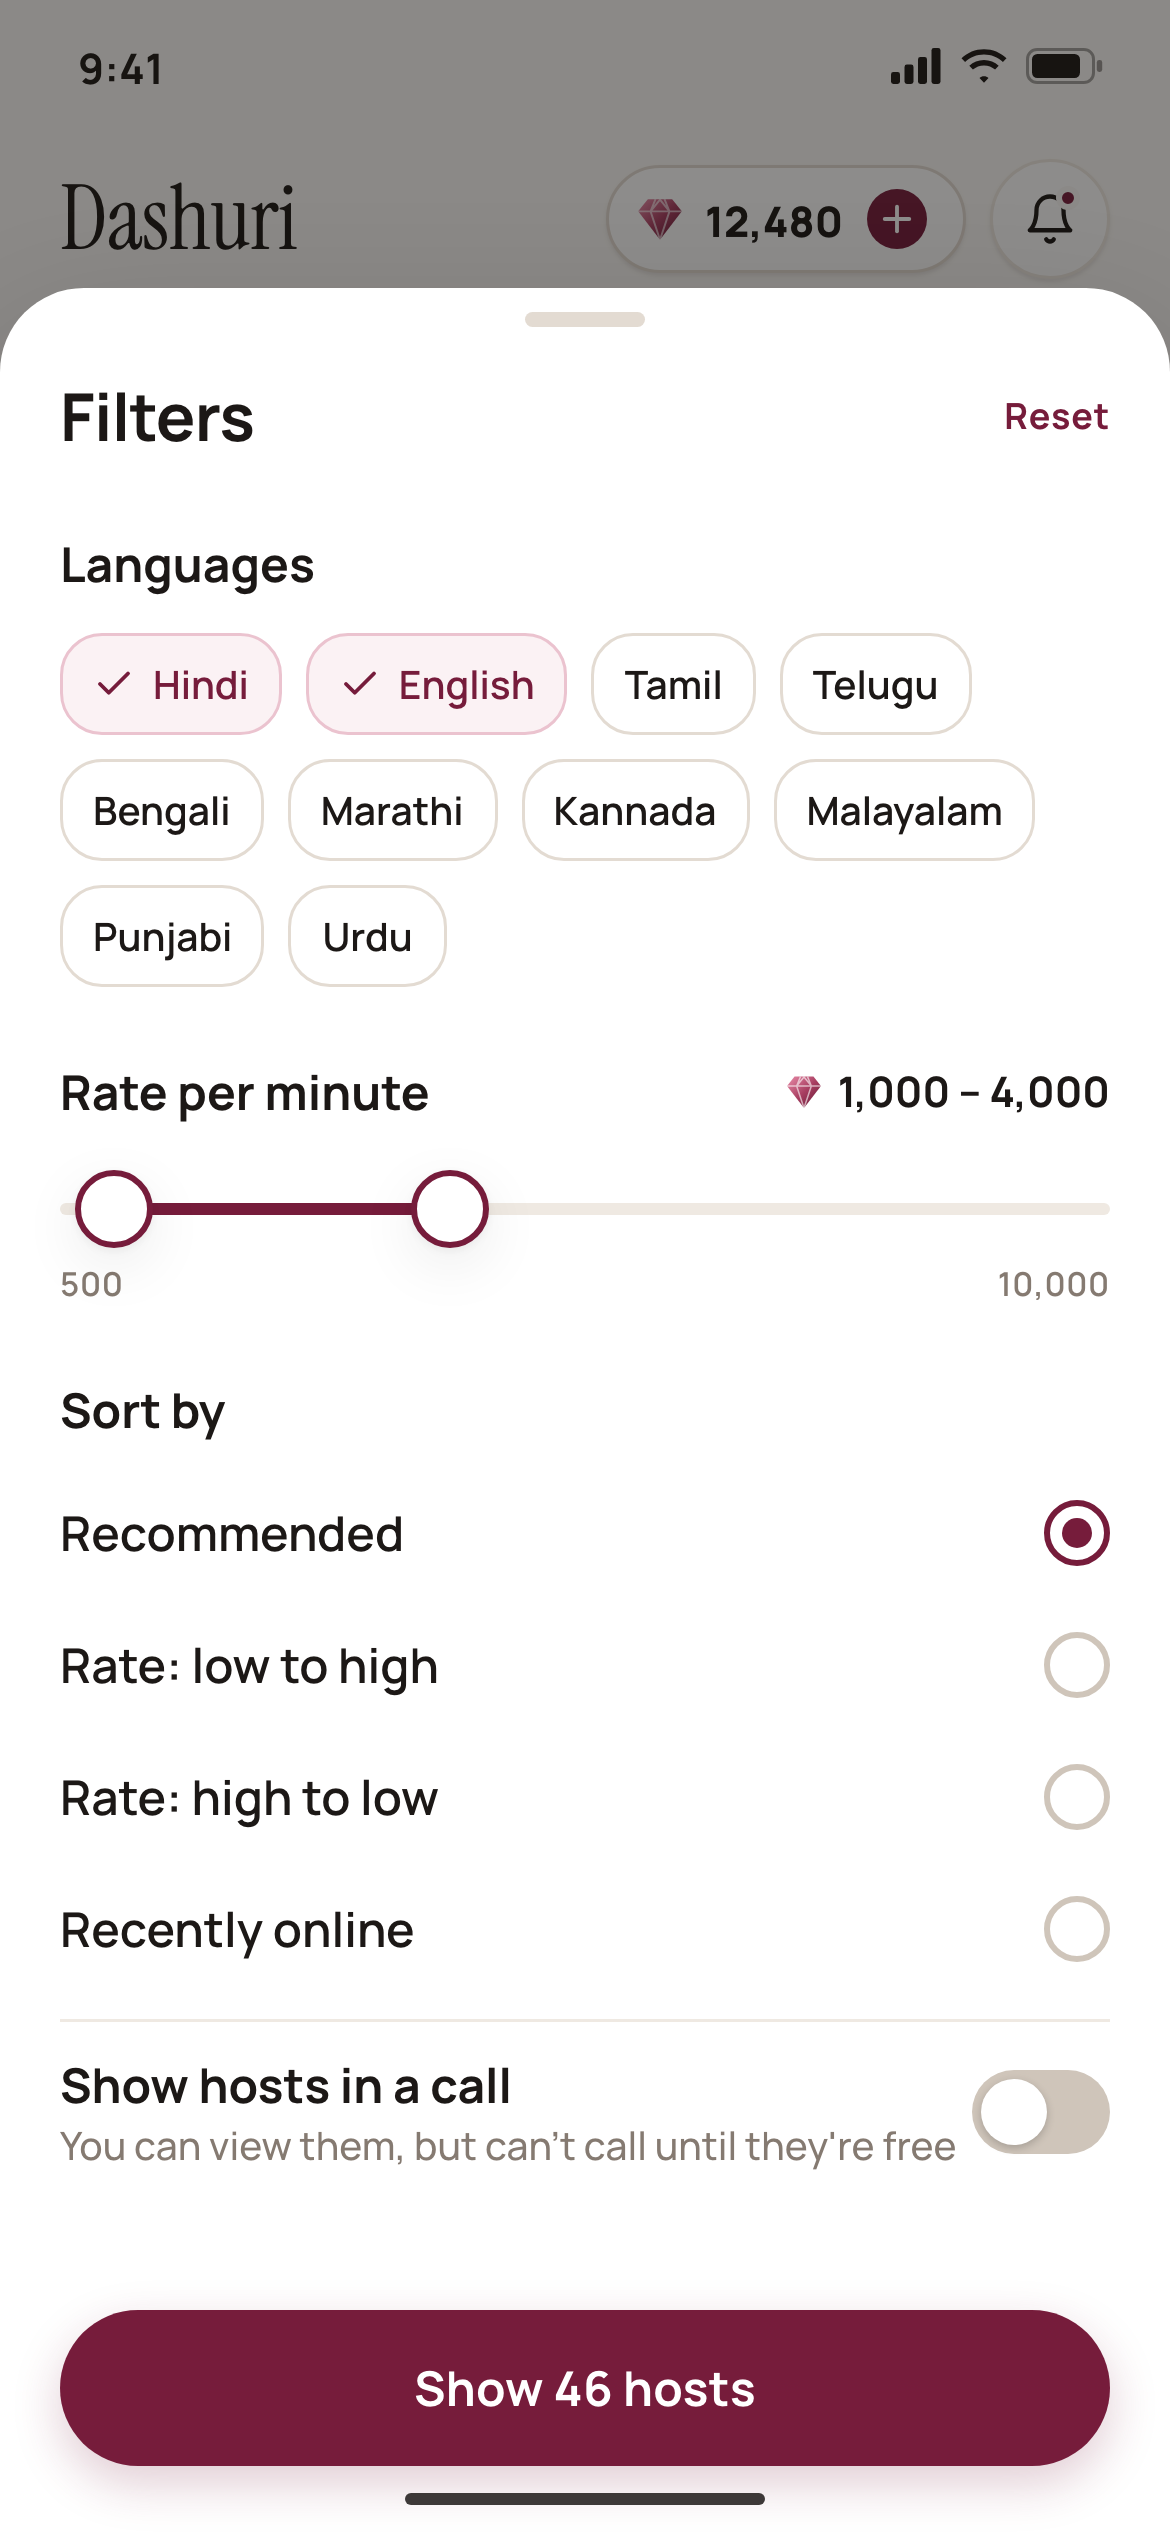 9:41
Dashuri
12,480
Filters
Reset
Languages
Hindi
English
Tamil
Telugu
Bengali
Marathi
Kannada
Malayalam
Punjabi
Urdu
Rate per minute
1,000 – 4,000
500
10,000
Sort by
Recommended
Rate: low to high
Rate: high to low
Recently online
Show hosts in a call
You can view them, but can’t call until they're free
Show 46 hosts